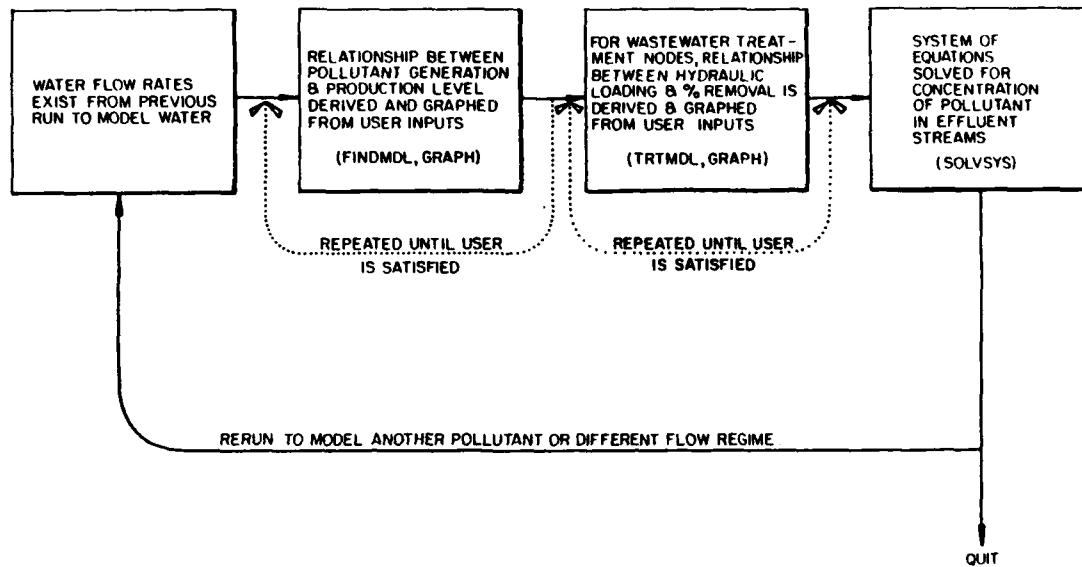 WATER FLOW RATES
EXIST FROM PREVIOUS
RUN TO MODEL WATER
RELATIONSHIP BETWEEN
POLLUTANT GENERATION
& PRODUCTION LEVEL
DERIVED AND GRAPHED
FROM USER INPUTS
(FINDMDL, GRAPH)
FOR WASTEWATER TREAT-
MENT NODES, RELATIONSHIP
BETWEEN HYDRAULIC
LOADING & % REMOVAL IS
DERIVED & GRAPHED
FROM USER INPUTS
(TRTMDL, GRAPH)
SYSTEM OF
EQUATIONS
SOLVED FOR
CONCENTRATION
OF POLLUTANT
IN EFFLUENT
STREAMS
(SOLVSYS)
REPEATED UNTIL USER
IS SATISFIED
REPEATED UNTIL USER
IS SATISFIED
RERUN TO MODEL ANOTHER POLLUTANT OR DIFFERENT FLOW REGIME
QUIT